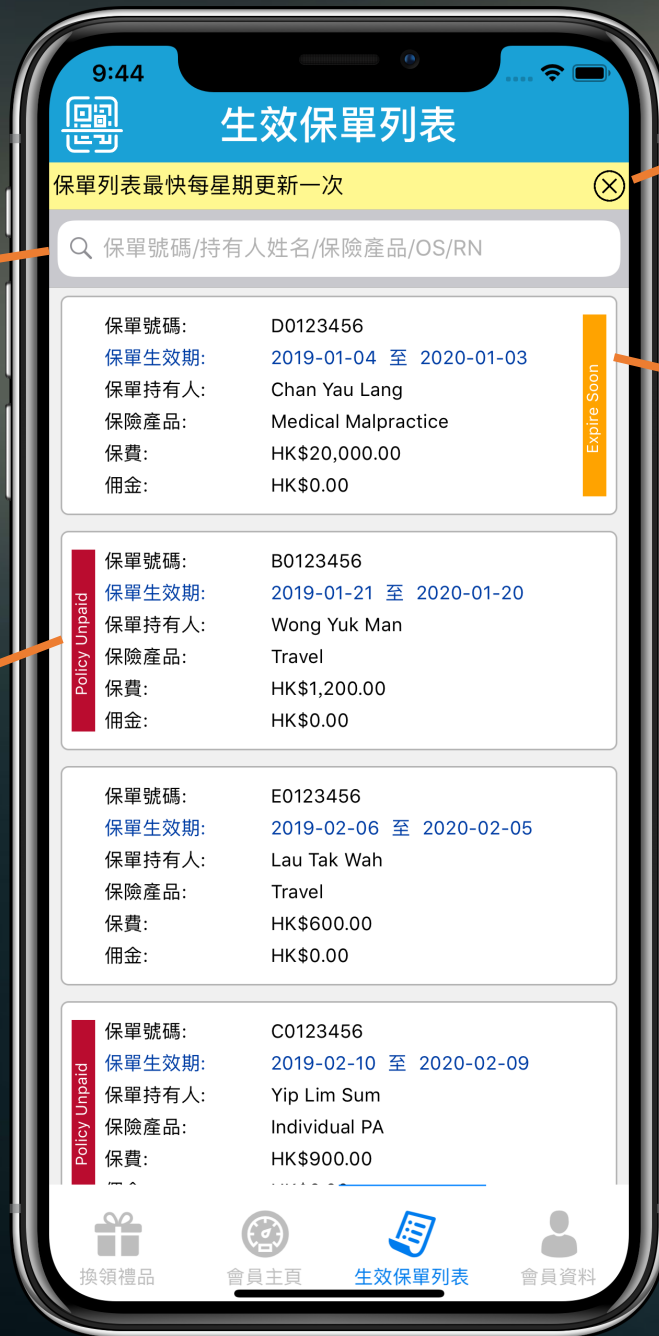 9:44
生效保單列表
保單列表最快每星期更新一次
保單號碼/持有人姓名/保險產品/OS/RN
保單號碼: D0123456
保單生效期: 2019-01-04 至 2020-01-03
保單持有人: Chan Yau Lang
保險產品: Medical Malpractice
保費: HK$20,000.00
佣金: HK$0.00
Expire Soon
Policy Unpaid
保單號碼: B0123456
保單生效期: 2019-01-21 至 2020-01-20
保單持有人: Wong Yuk Man
保險產品: Travel
保費: HK$1,200.00
佣金: HK$0.00
保單號碼: E0123456
保單生效期: 2019-02-06 至 2020-02-05
保單持有人: Lau Tak Wah
保險產品: Travel
保費: HK$600.00
佣金: HK$0.00
Policy Unpaid
保單號碼: C0123456
保單生效期: 2019-02-10 至 2020-02-09
保單持有人: Yip Lim Sum
保險產品: Individual PA
保費: HK$900.00
換領禮品
會員主頁
生效保單列表
會員資料